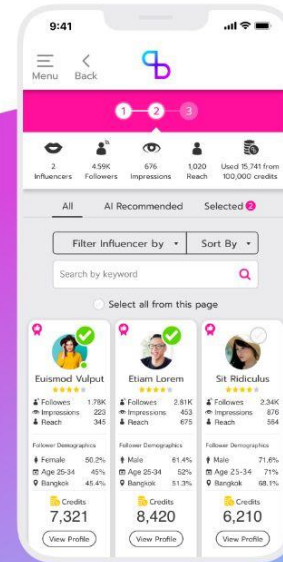 9:41
Menu
Back
1 2 3
2 4.59K 676 1,020 Used 15,741 from
Influencers Followers Impressions Reach 100,000 credits
All AI Recommended Selected 2
Filter Influencer by Sort By
Search by keyword
Select all from this page
Euismod Vulput Etiam Lorem Sit Ridiculus
Followes 1.78K Followes 2.81K Followes 2.34K
Impressions 223 Impressions 453 Impressions 876
Reach 345 Reach 675 Reach 564
Follower Demographics Follower Demographics Follower Demographics
Female 50.2% Male 61.4% Male 71.6%
Age 25-34 45% Age 25-34 52% Age 25-34 71%
Bangkok 45.4% Bangkok 51.3% Bangkok 68.1%
Credits Credits Credits
7,321 8,420 6,210
View Profile View Profile View Profile